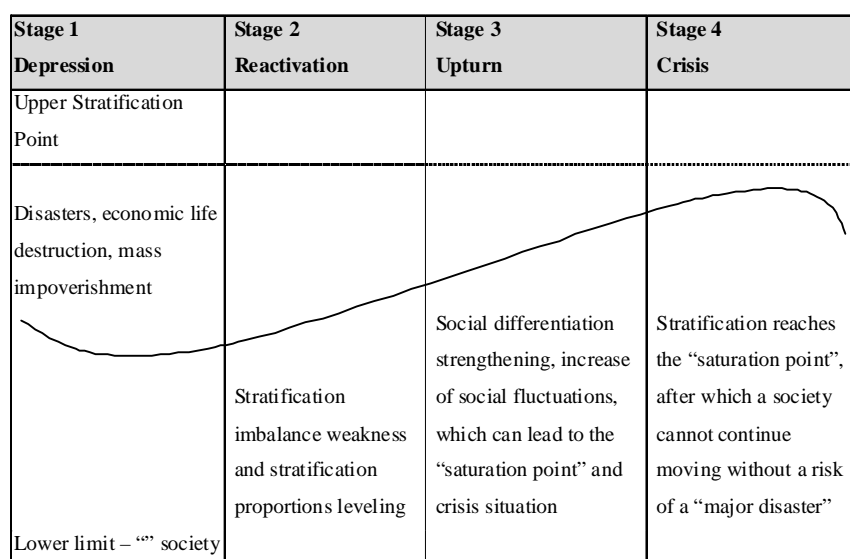 Stage 1
Depression
Stage 2
Reactivation
Stage 3
Upturn
Stage 4
Crisis
Upper Stratification
Point
Disasters, economic life
destruction, mass
impoverishment
Lower limit – “” society
Stratification
imbalance weakness
and stratification
proportions leveling
Social differentiation
strengthening, increase
of social fluctuations,
which can lead to the
“saturation point” and
crisis situation
Stratification reaches
the “saturation point”,
after which a society
cannot continue
moving without a risk
of a “major disaster”